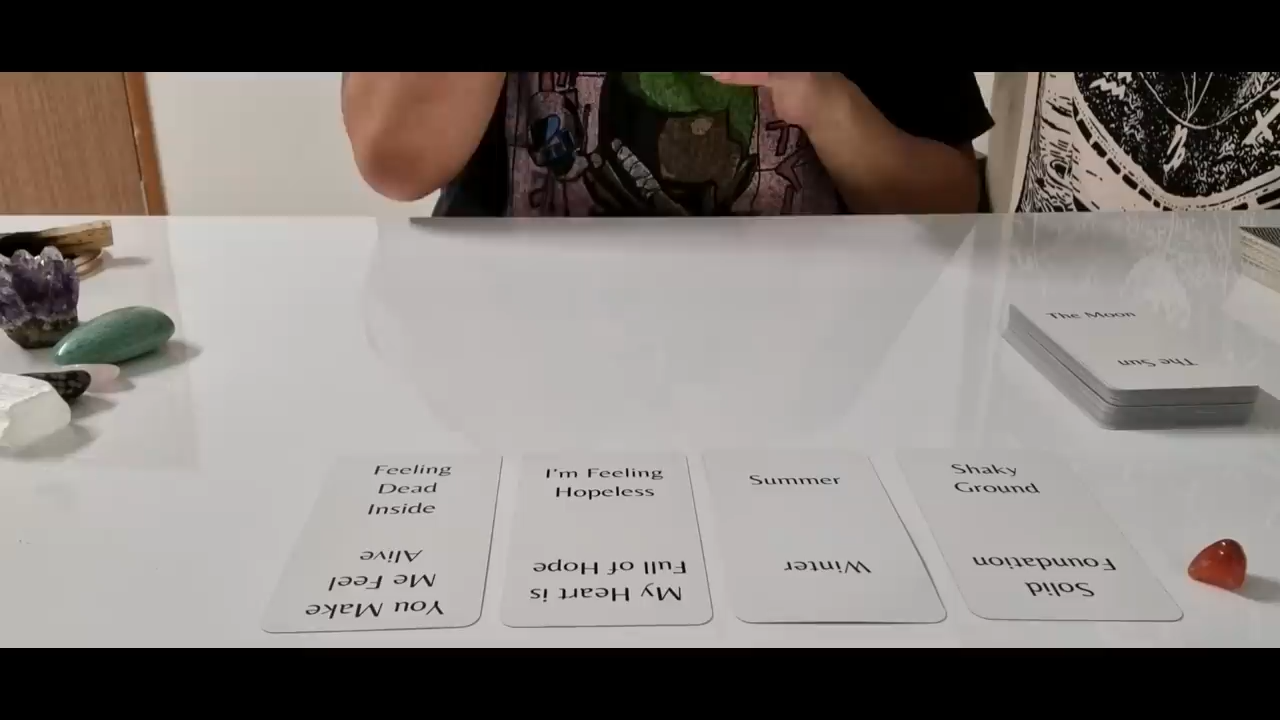 The Moon
The Sun
Feeling
Dead
Inside
You Make
Me Feel
Alive
I'm Feeling
Hopeless
My Heart is
Full of Hope
Summer
Winter
Shaky
Ground
Solid
Foundation